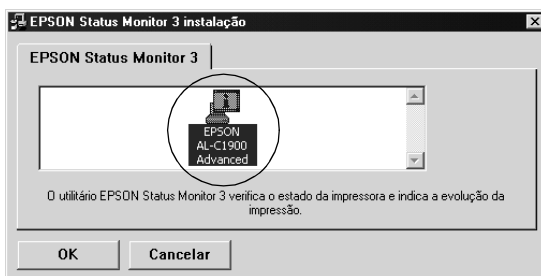 EPSON Status Monitor 3 instalação
EPSON Status Monitor 3
EPSON
AL-C1900
Advanced
O utilitário EPSON Status Monitor 3 verifica o estado da impressora e indica a evolução da
impressão.
OK
Cancelar